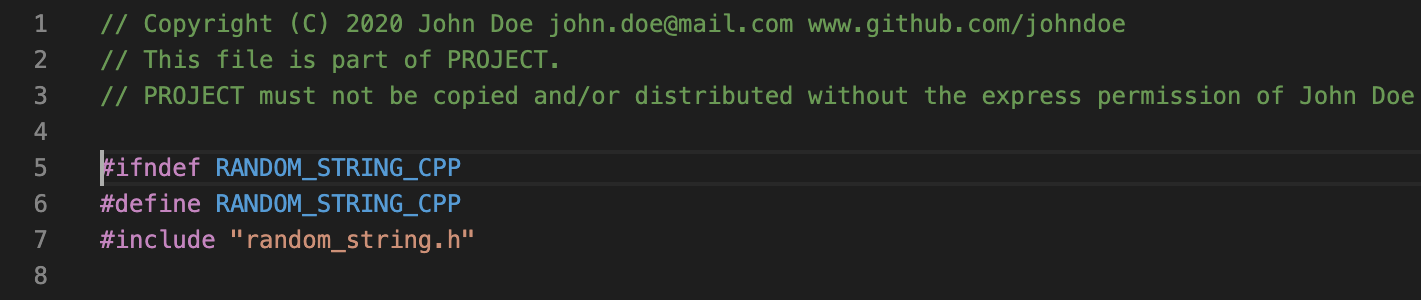 1 // Copyright (C) 2020 John Doe john.doe@mail.com www.github.com/johndoe
2 // This file is part of PROJECT.
3 // PROJECT must not be copied and/or distributed without the express permission of John Doe
4
5 #ifndef RANDOM_STRING_CPP
6 #define RANDOM_STRING_CPP
7 #include "random_string.h"
8